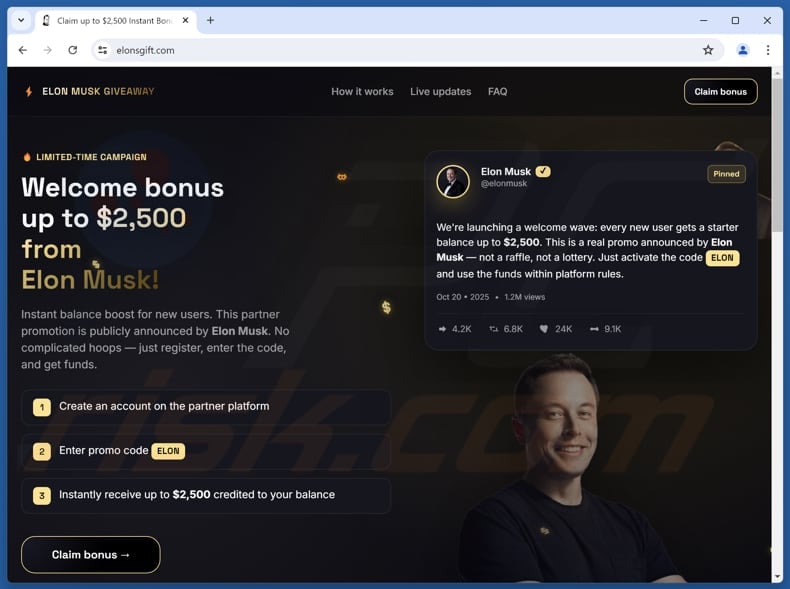 Claim up to $2,500 Instant Bon
elonsgift.com
ELON MUSK GIVEAWAY
How it works
Live updates
FAQ
Claim bonus
LIMITED-TIME CAMPAIGN
Welcome bonus
up to $2,500
from
Elon Musk!
Instant balance boost for new users. This partner
promotion is publicly announced by Elon Musk. No
complicated hoops — just register, enter the code,
and get funds.
1 Create an account on the partner platform
2 Enter promo code ELON
3 Instantly receive up to $2,500 credited to your balance
Claim bonus →
Elon Musk ✓
@elonmusk
Pinned
We're launching a welcome wave: every new user gets a starter
balance up to $2,500. This is a real promo announced by Elon
Musk — not a raffle, not a lottery. Just activate the code ELON
and use the funds within platform rules.
Oct 20 • 2025 • 1.2M views
4.2K 6.8K 24K 9.1K
risk.com